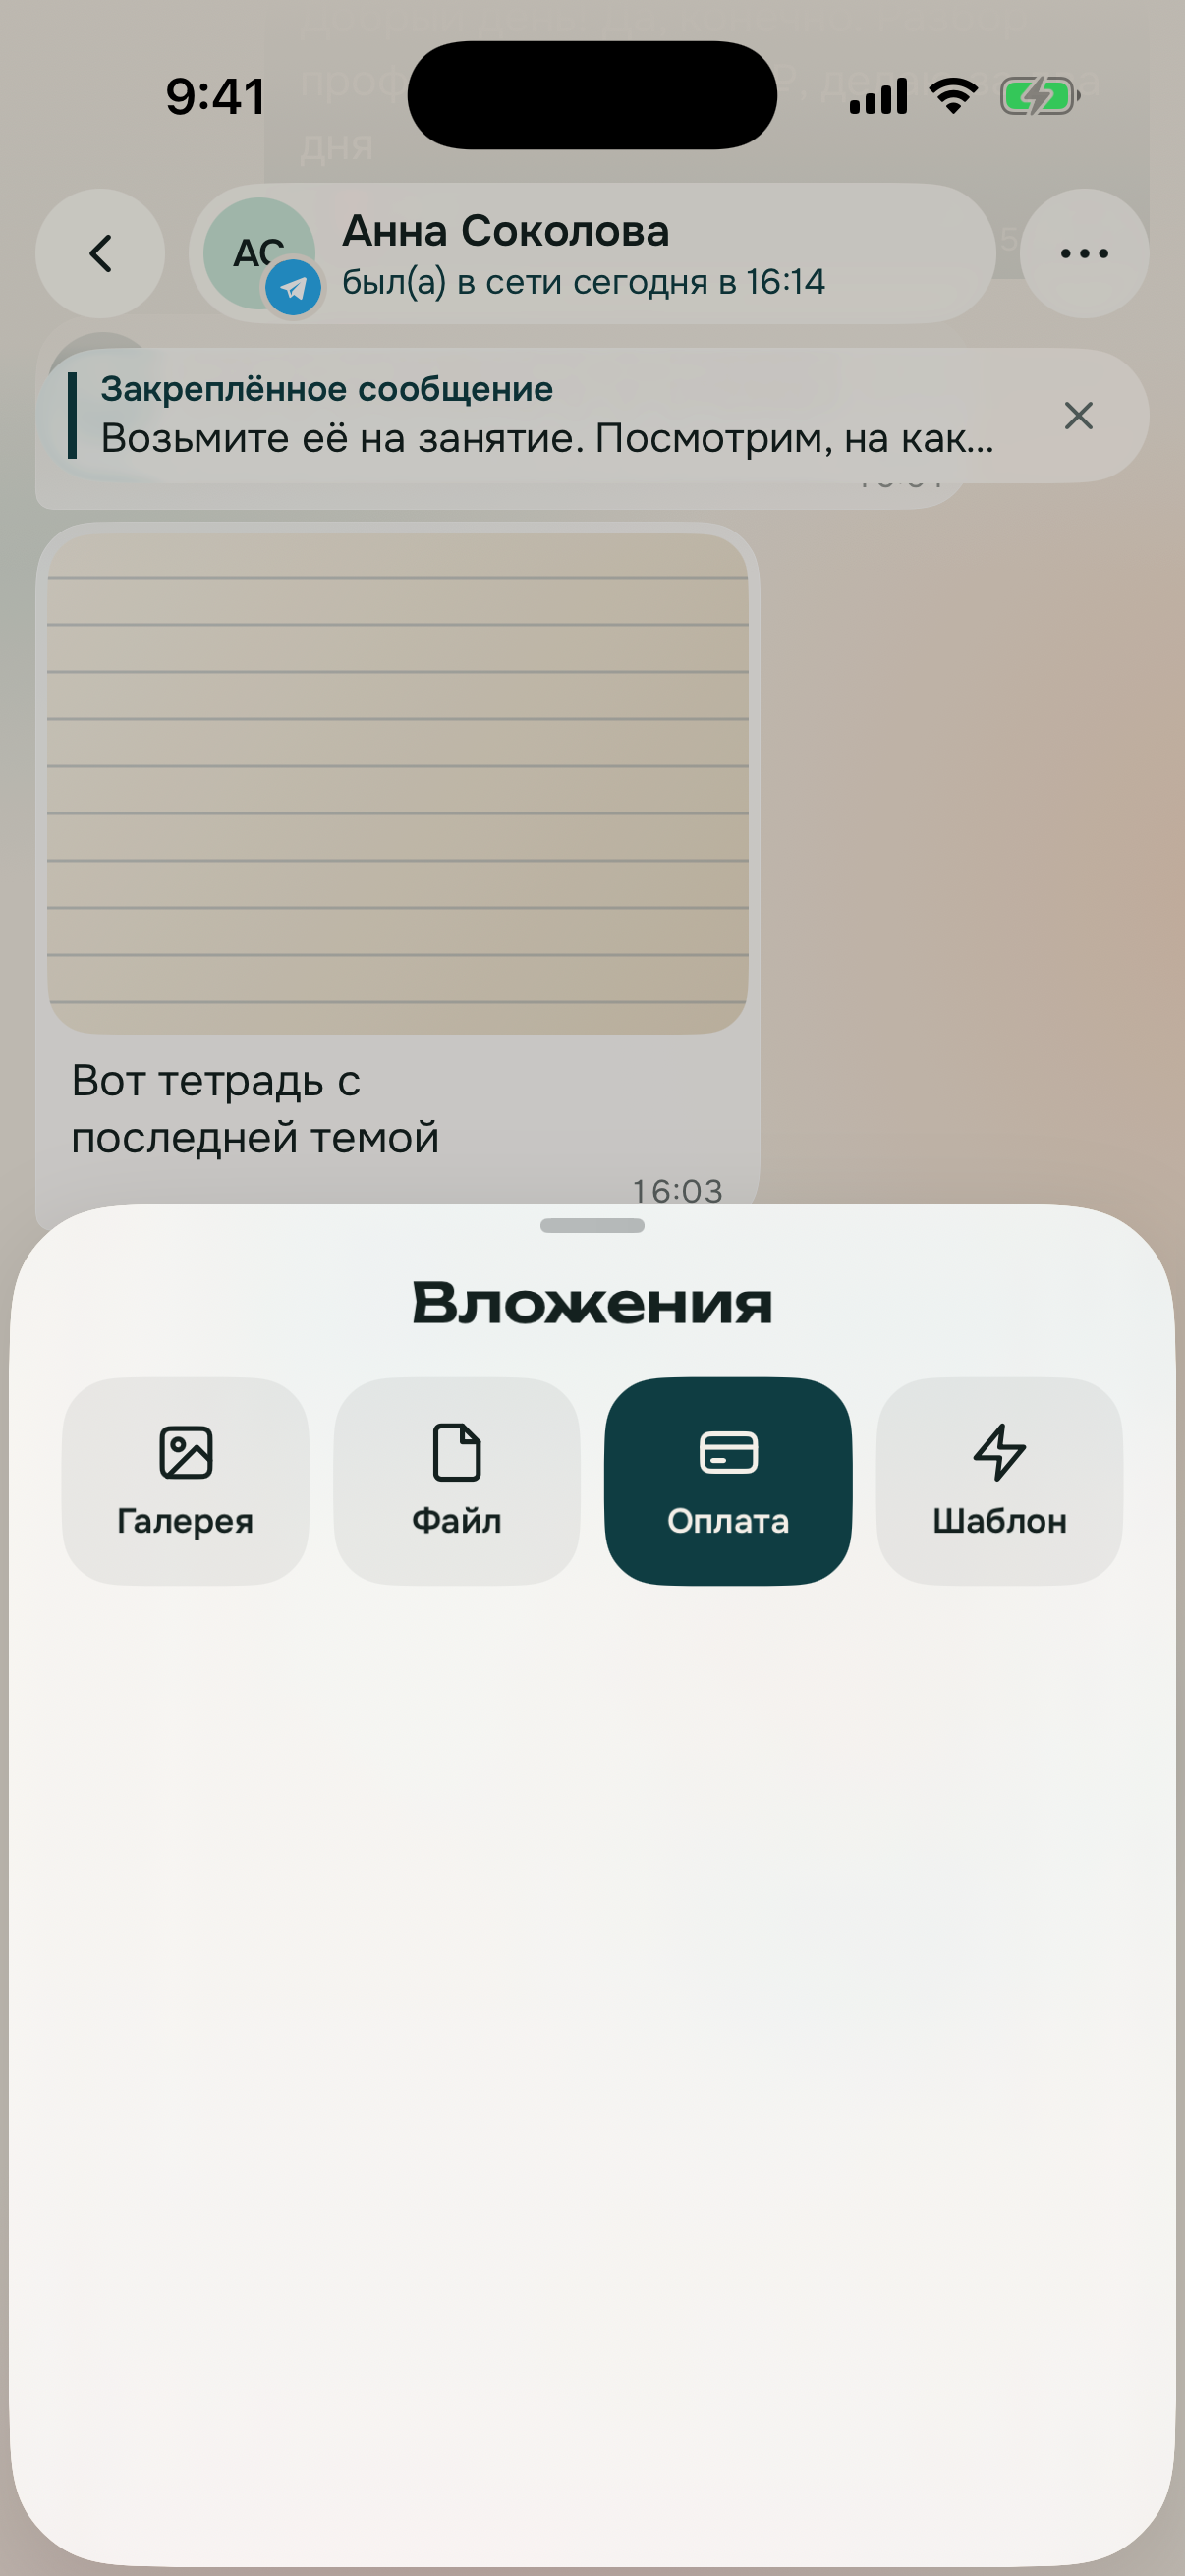 9:41
дня
АС
Анна Соколова
был(а) в сети сегодня в 16:14
Закреплённое сообщение
Возьмите её на занятие. Посмотрим, на как...
Вот тетрадь с
последней темой
16:03
Вложения
Галерея
Файл
Оплата
Шаблон